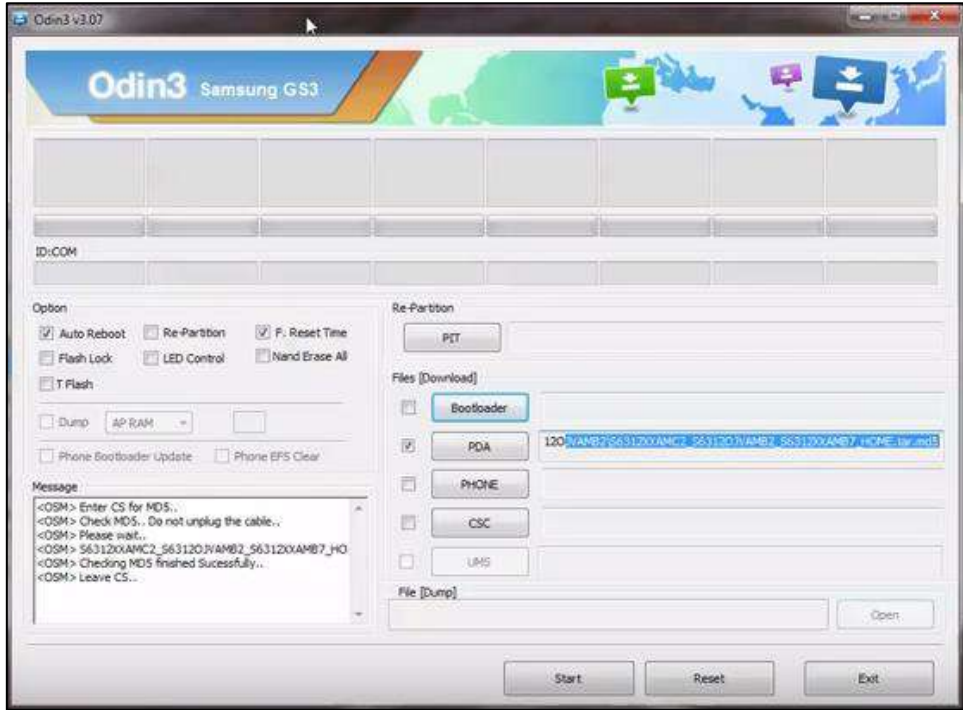 Odin3 v3.07
Odin3 Samsung GS3
ID:COM
Option
Auto Reboot Re-Partition F. Reset Time
Flash Lock LED Control Nand Erase All
T Flash
Dump AP RAM
Phone Bootloader Update Phone EFS Clear
Message
<OSM> Enter CS for MD5..
<OSM> Check MD5.. Do not unplug the cable..
<OSM> Please wait..
<OSM> S6312XXAMC2_S6312OJVAMB2_S6312XXAMB7_HO
<OSM> Checking MD5 finished Sucessfully..
<OSM> Leave CS..
Re-Partition
PIT
Files [Download]
Bootloader
PDA 12OJVAMB2\S6312XXAMC2_S6312OJVAMB2_S6312XXAMB7_HOME.tar.md5
PHONE
CSC
UMS
File [Dump]
Open
Start Reset Exit